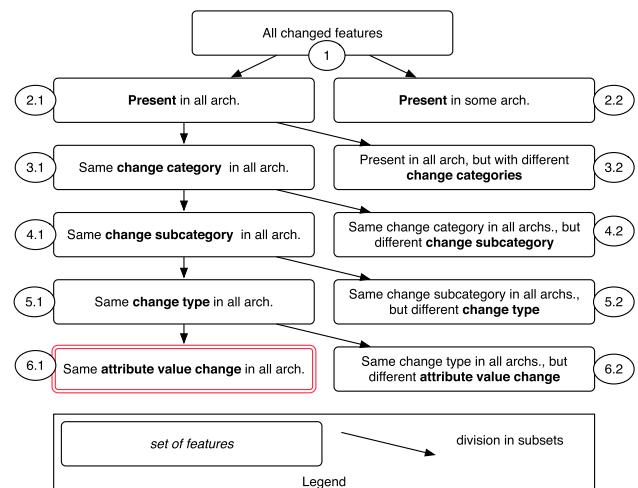 All changed features
1
2.1
Present in all arch.
Present in some arch.
2.2
3.1
Same change category in all arch.
Present in all arch, but with different
change categories
3.2
4.1
Same change subcategory in all arch.
Same change category in all archs., but
different change subcategory
4.2
5.1
Same change type in all arch.
Same change subcategory in all archs.,
but different change type
5.2
6.1
Same attribute value change in all arch.
Same change type in all archs., but
different attribute value change
6.2
set of features
division in subsets
Legend